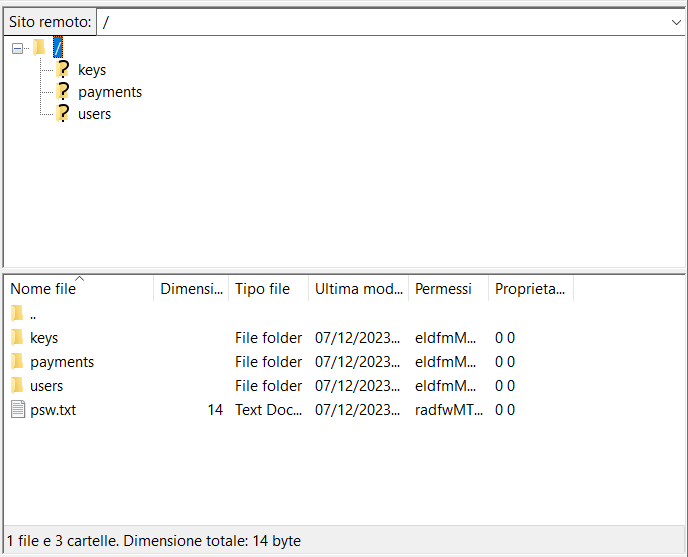 Sito remoto: /
/
keys
payments
users
Nome file Dimensi... Tipo file Ultima mod... Permessi Proprieta...
..
keys File folder 07/12/2023... eldfmM... 0 0
payments File folder 07/12/2023... eldfmM... 0 0
users File folder 07/12/2023... eldfmM... 0 0
psw.txt 14 Text Doc... 07/12/2023... radfwMT... 0 0
1 file e 3 cartelle. Dimensione totale: 14 byte